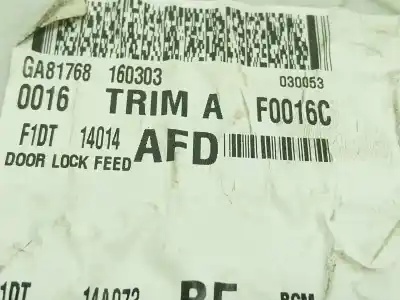 GA81768 160303 030053
0016 TRIM A F0016C
F1DT 14014 AFD
DOOR LOCK FEED